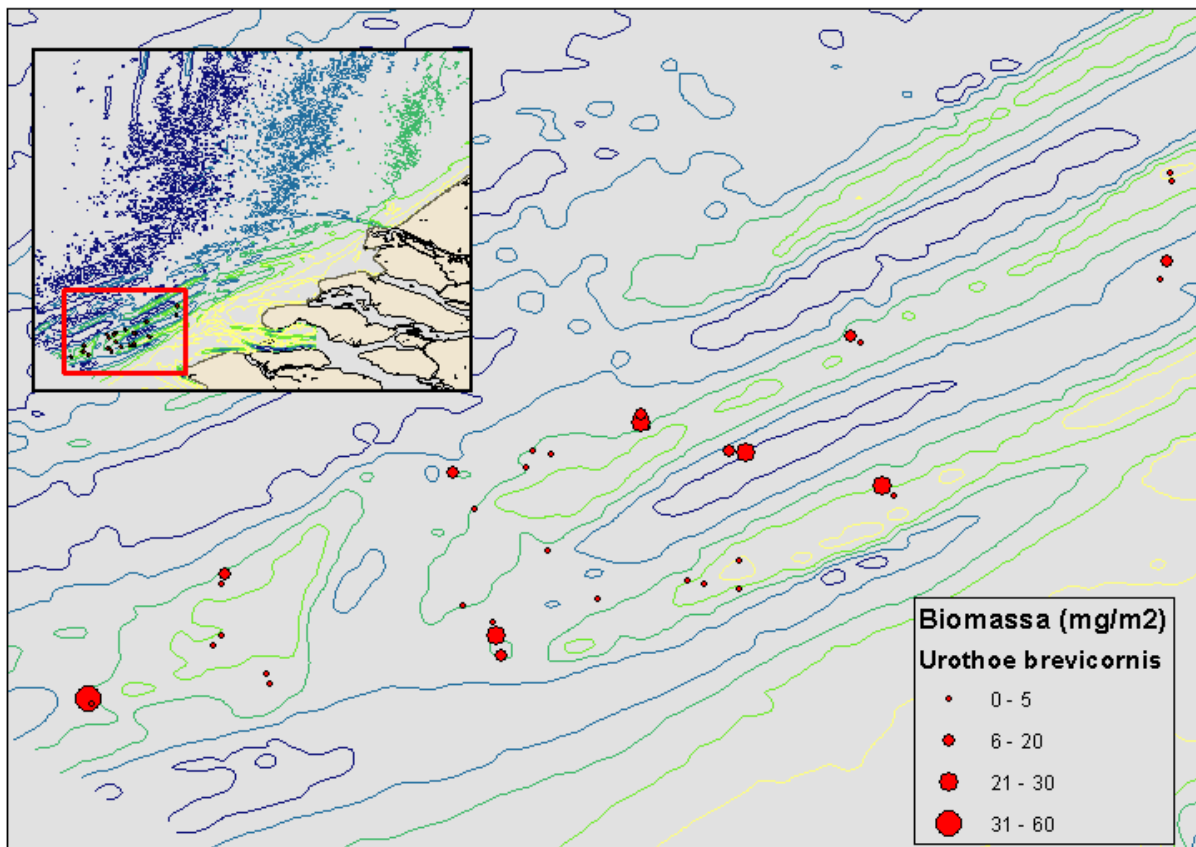 Biomassa (mg/m2)
Urothoe brevicornis
0 - 5
6 - 20
21 - 30
31 - 60